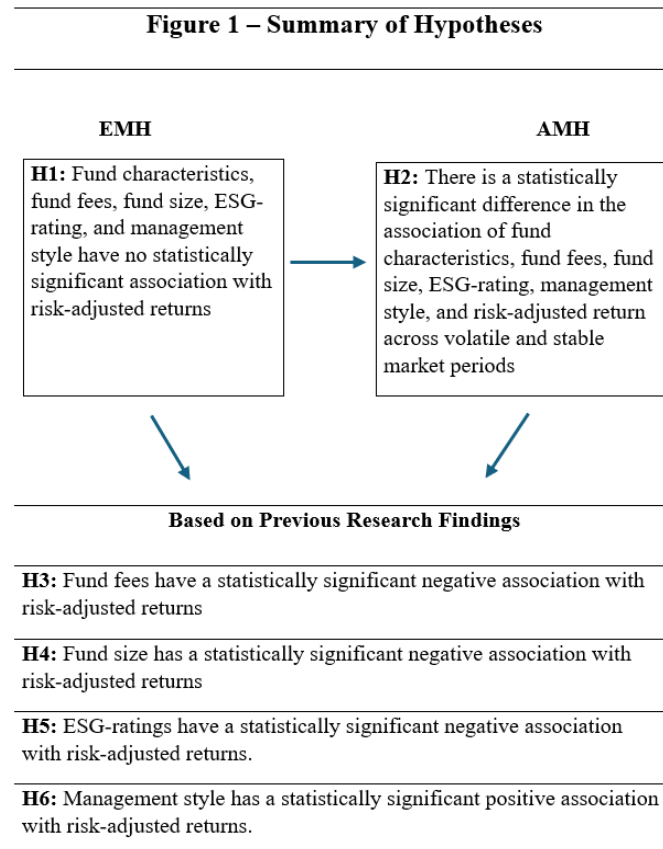 Figure 1 – Summary of Hypotheses
EMH
H1: Fund characteristics,
fund fees, fund size, ESG-
rating, and management
style have no statistically
significant association with
risk-adjusted returns
AMH
H2: There is a statistically
significant difference in the
association of fund
characteristics, fund fees, fund
size, ESG-rating, management
style, and risk-adjusted return
across volatile and stable
market periods
Based on Previous Research Findings
H3: Fund fees have a statistically significant negative association with
risk-adjusted returns
H4: Fund size has a statistically significant negative association with
risk-adjusted returns
H5: ESG-ratings have a statistically significant negative association
with risk-adjusted returns.
H6: Management style has a statistically significant positive association
with risk-adjusted returns.